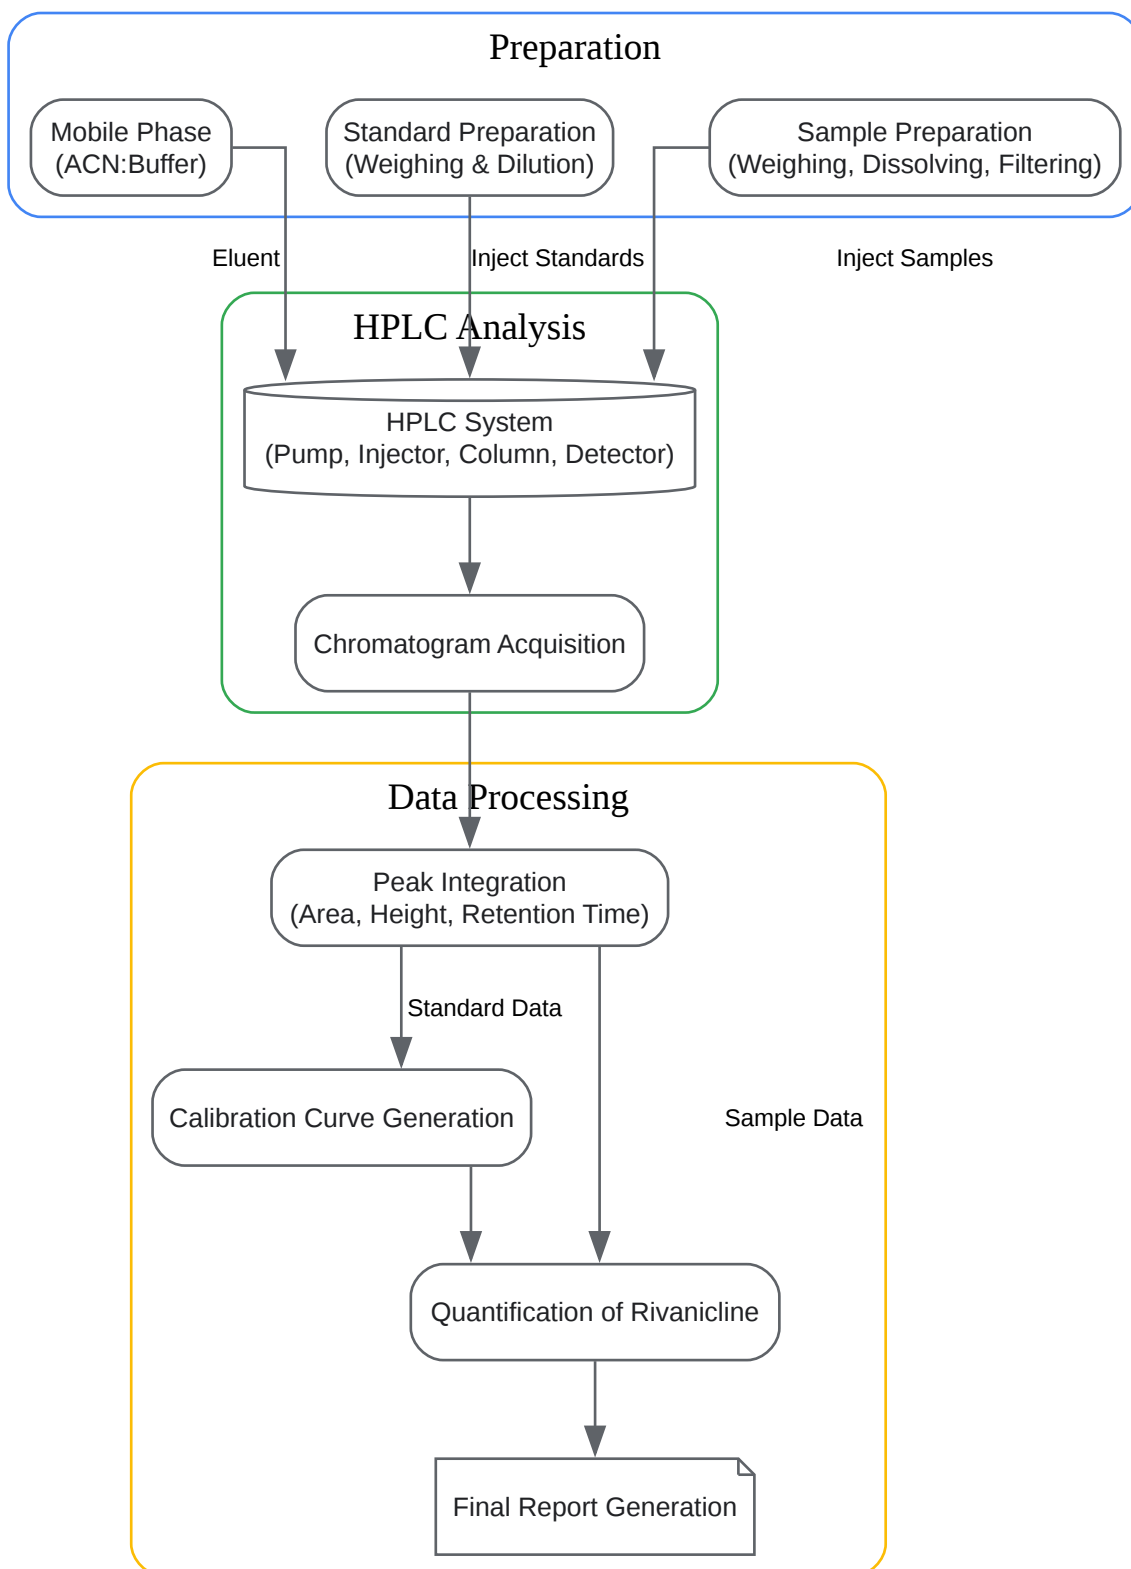 Preparation
Mobile Phase
(ACN:Buffer)
Standard Preparation
(Weighing & Dilution)
Sample Preparation
(Weighing, Dissolving, Filtering)
Eluent
Inject Standards
Inject Samples
HPLC Analysis
HPLC System
(Pump, Injector, Column, Detector)
Chromatogram Acquisition
Data Processing
Peak Integration
(Area, Height, Retention Time)
Standard Data
Calibration Curve Generation
Sample Data
Quantification of Rivanicline
Final Report Generation